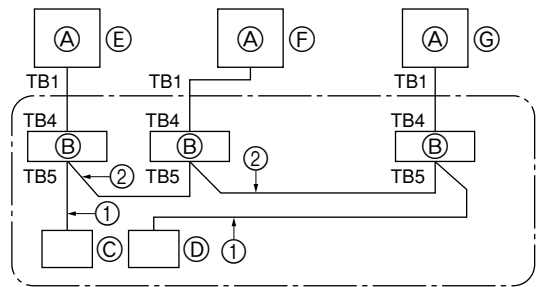 Ⓐ Ⓔ Ⓐ Ⓕ Ⓐ Ⓖ
TB1 TB1 TB1
TB4 TB4 TB4
Ⓑ Ⓑ Ⓑ
TB5 ② TB5 ② TB5
①
Ⓒ Ⓓ ①